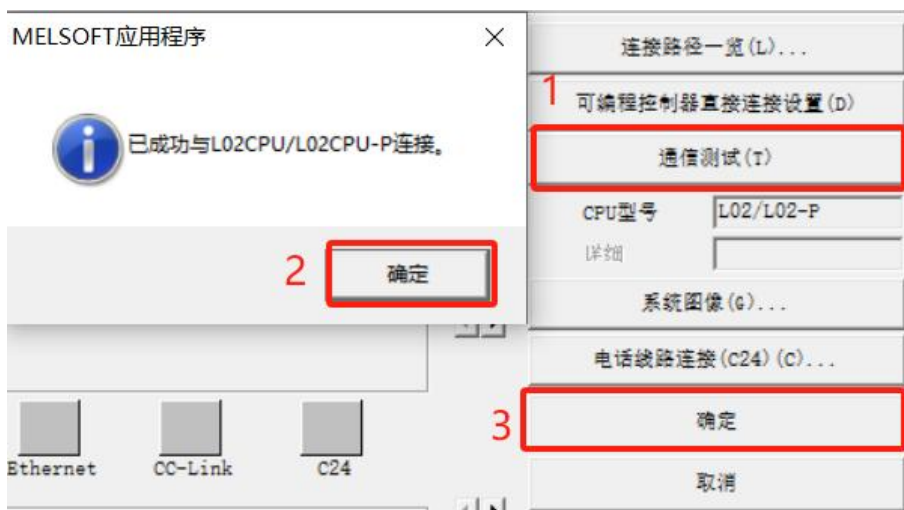 MELSOFT应用程序
已成功与L02CPU/L02CPU-P连接。
2
确定
连接路径一览(L)...
1
可编程控制器直接连接设置(D)
通信测试(T)
CPU型号
L02/L02-P
详细
系统图像(G)...
电话线路连接(C24)(C)...
3
确定
取消
Ethernet
CC-Link
C24